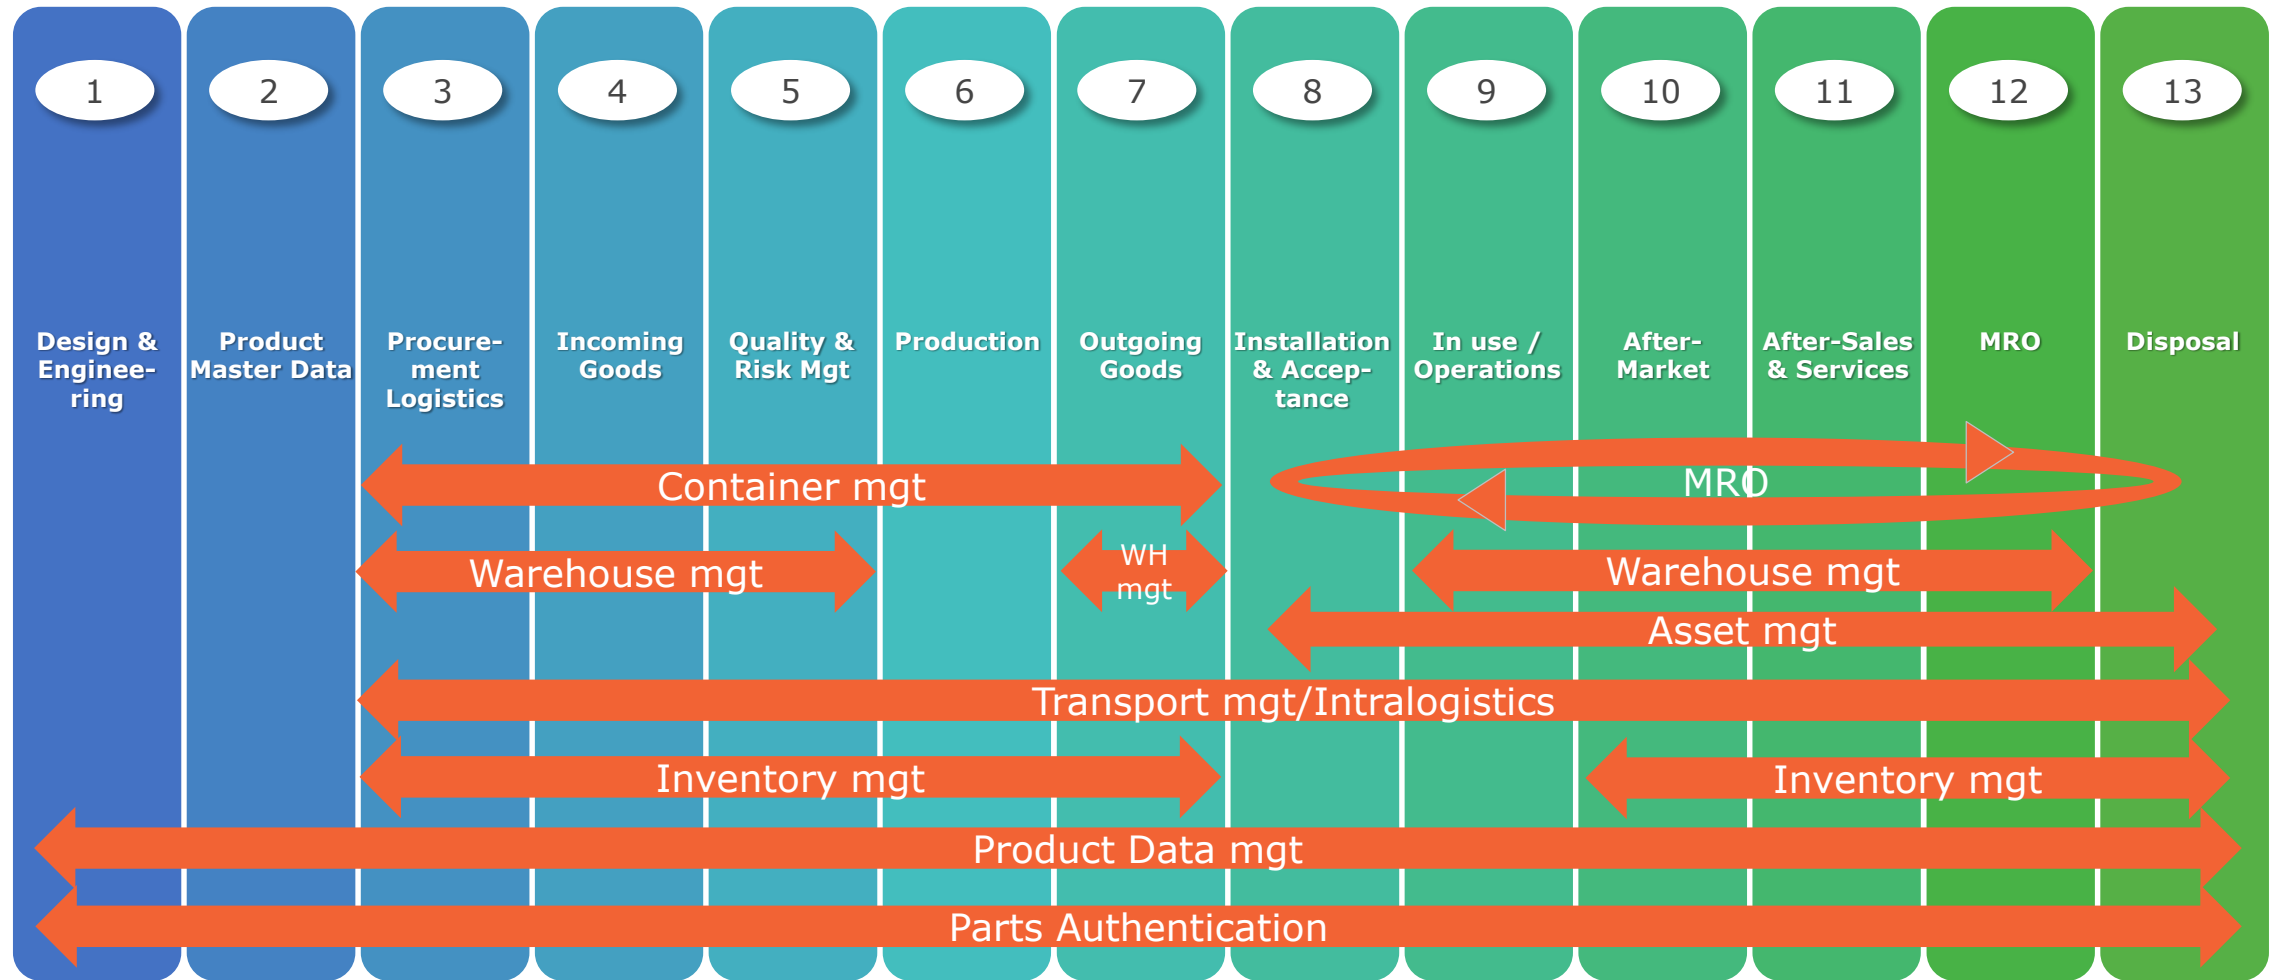 1
2
3
4
5
6
7
8
9
10
11
12
13
Design &
Enginee-
ring
Product
Master Data
Procure-
ment
Logistics
Incoming
Goods
Quality &
Risk Mgt
Production
Outgoing
Goods
Installation
& Accep-
tance
In use /
Operations
After-
Market
After-Sales
& Services
MRO
Disposal
Container mgt
MRO
Warehouse mgt
WH
mgt
Warehouse mgt
Asset mgt
Transport mgt/Intralogistics
Inventory mgt
Inventory mgt
Product Data mgt
Parts Authentication